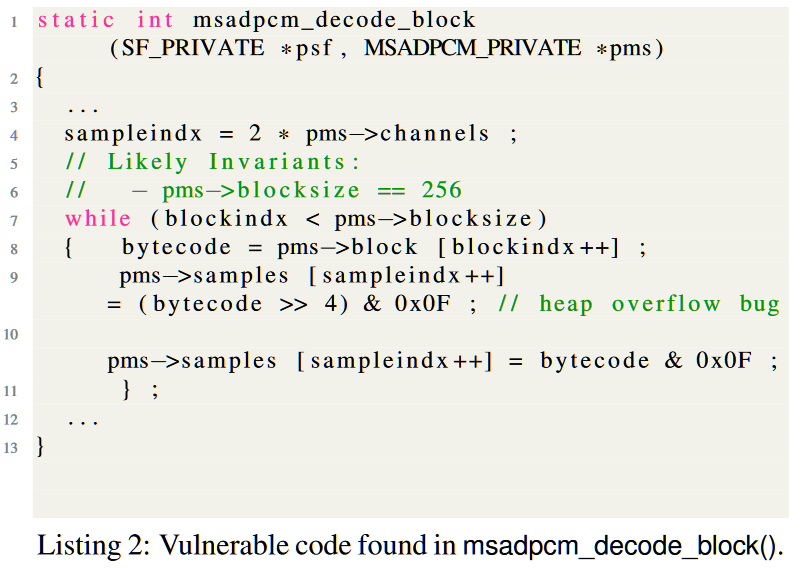 1 static int msadpcm_decode_block
(SF_PRIVATE *psf, MSADPCM_PRIVATE *pms)
2 {
3 ...
4 sampleindx = 2 * pms->channels ;
5 // Likely Invariants:
6 // - pms->blocksize == 256
7 while (blockindx < pms->blocksize)
8 { bytecode = pms->block [blockindx++] ;
9 pms->samples [sampleindx++]
= (bytecode >> 4) & 0x0F ; // heap overflow bug
10
pms->samples [sampleindx++] = bytecode & 0x0F ;
11 } ;
12 ...
13 }
Listing 2: Vulnerable code found in msadpcm_decode_block().